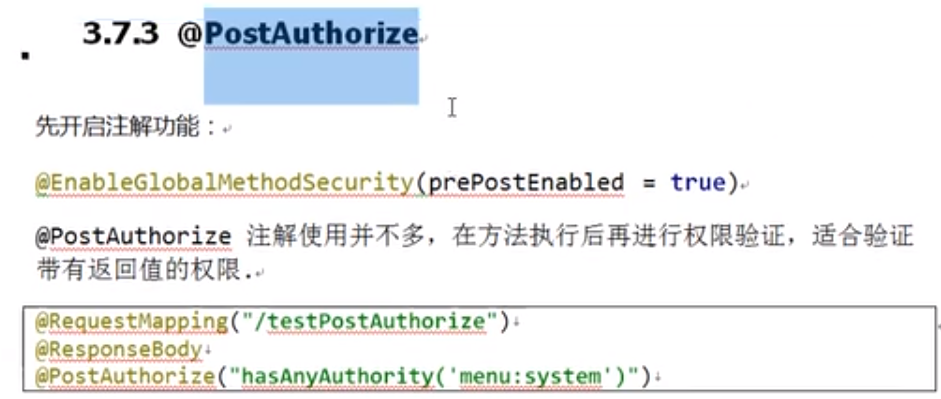 3.7.3 @PostAuthorize
先开启注解功能：
@EnableGlobalMethodSecurity(prePostEnabled = true)
@PostAuthorize 注解使用并不多，在方法执行后再进行权限验证，适合验证
带有返回值的权限.
@RequestMapping("/testPostAuthorize")
@ResponseBody
@PostAuthorize("hasAnyAuthority('menu:system')")